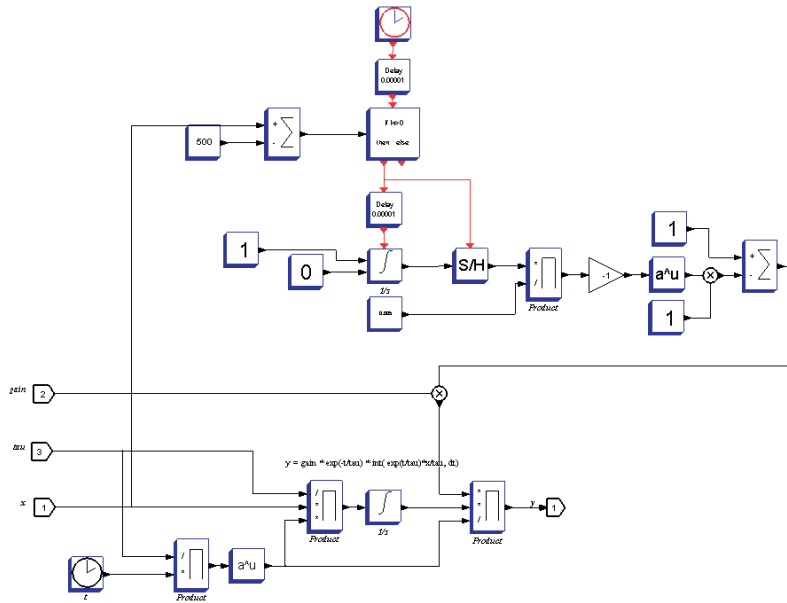 Delay
0.00001
If In>0
then else
500
+
-
Delay
0.00001
1
0
1/s
S/H
*
/
Product
-1
a^u
1
1
+
-
gain
2
tau
3
y = gain * exp(-t/tau) * int( exp(t/tau)*x/tau, dt)
x
1
/
*
*
Product
1/s
*
*
/
Product
y
1
/
*
Product
a^u
t